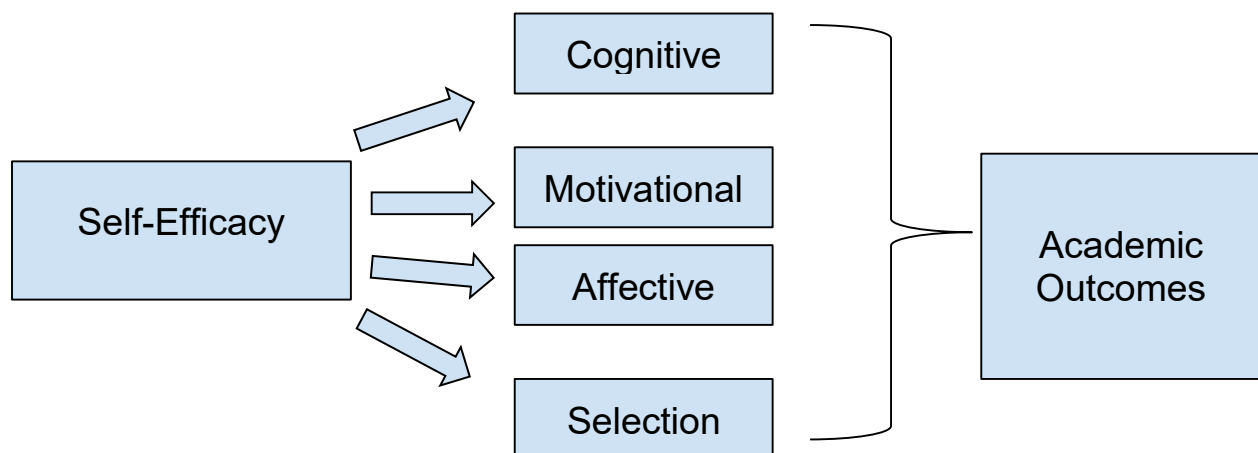 Cognitive
Motivational
Self-Efficacy
Affective
Academic
Outcomes
Selection